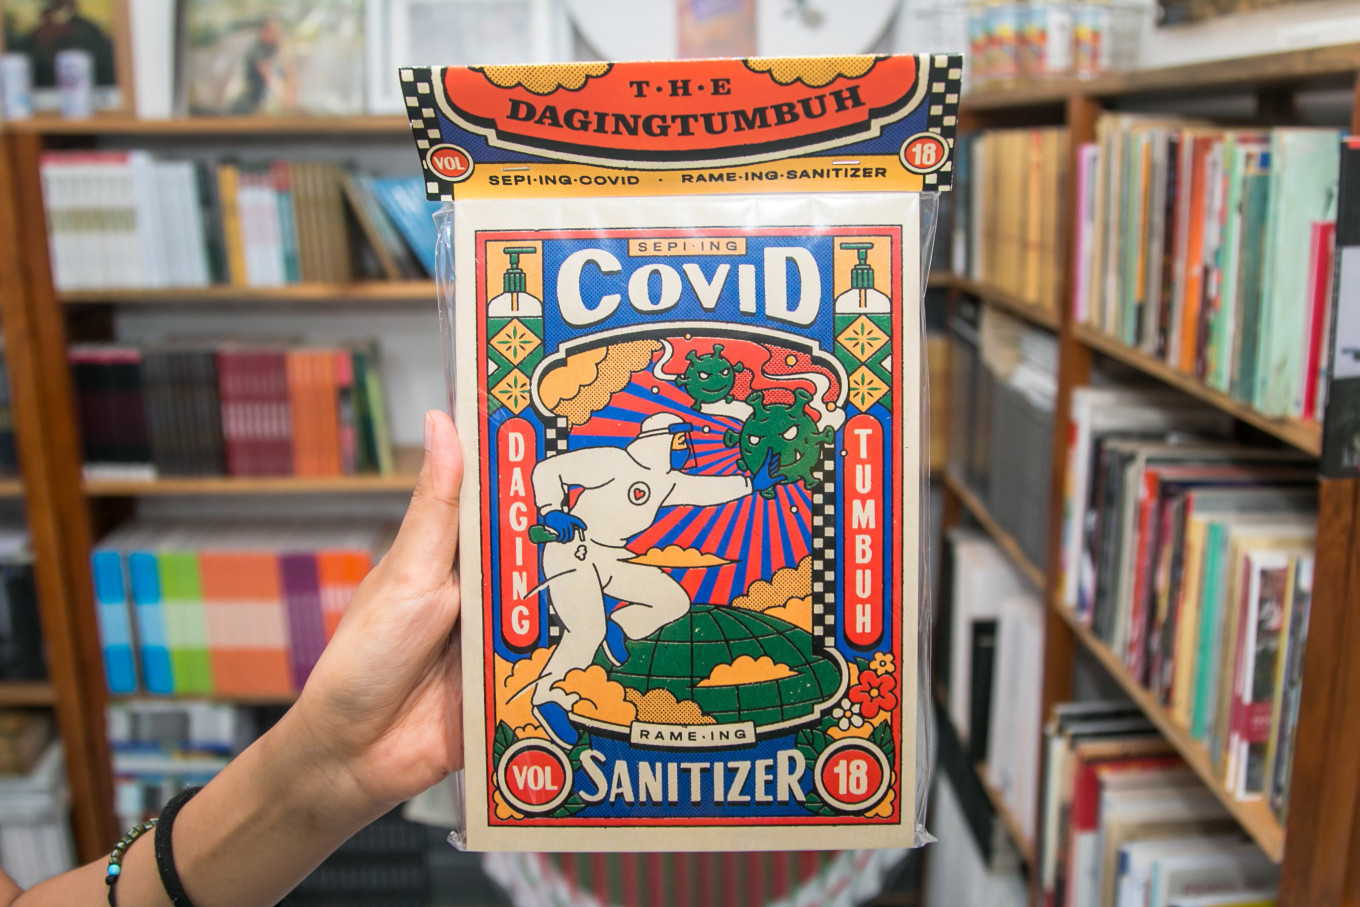 T·H·E
DAGINGTUMBUH
VOL
18
SEPI·ING·COVID · RAME·ING·SANITIZER
SEPI·ING
COVID
DAGING
TUMBUH
RAME·ING
VOL
SANITIZER
18